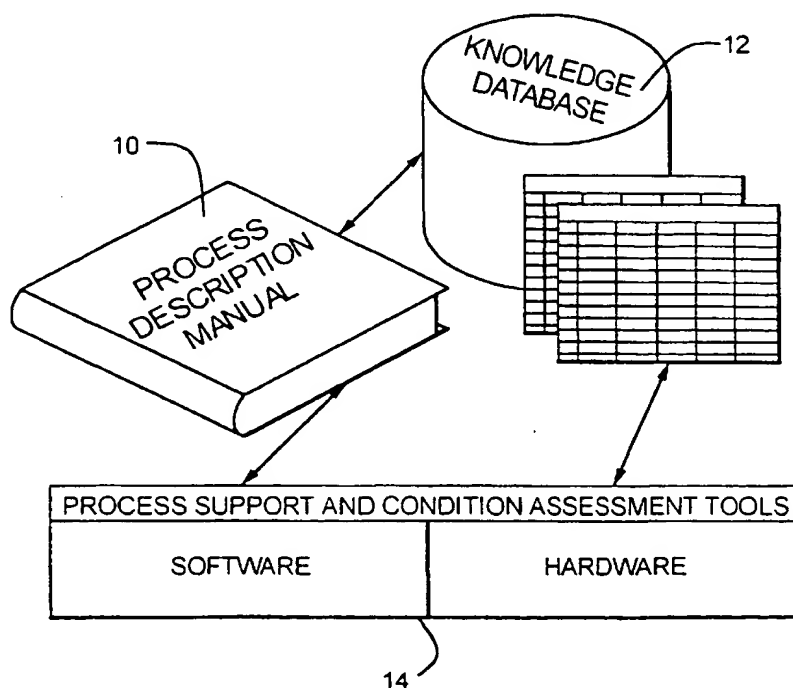 KNOWLEDGE
DATABASE
12
10
PROCESS
DESCRIPTION
MANUAL
PROCESS SUPPORT AND CONDITION ASSESSMENT TOOLS
SOFTWARE
HARDWARE
14